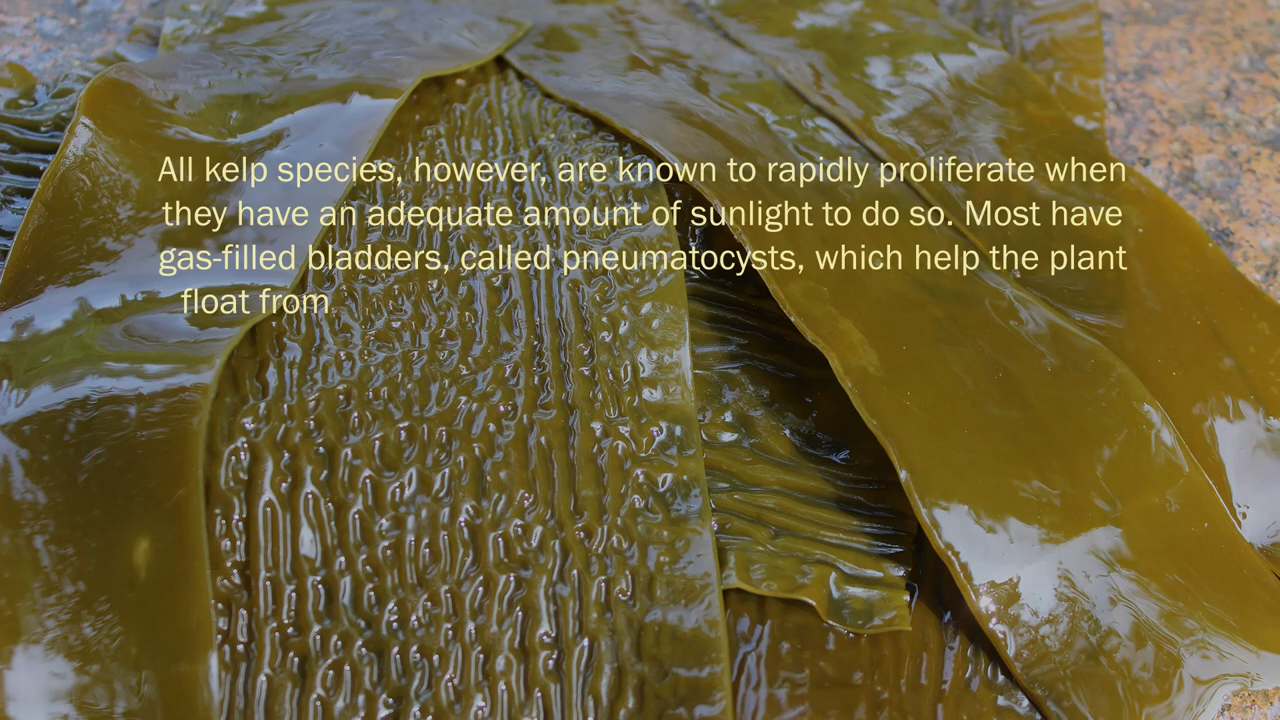 All kelp species, however, are known to rapidly proliferate when
they have an adequate amount of sunlight to do so. Most have
gas-filled bladders, called pneumatocysts, which help the plant
float from